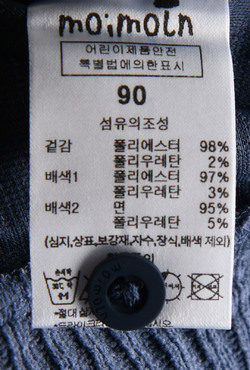 moimoln
어린이제품안전
특별법에의한표시
90
섬유의조성
겉감 폴리에스터 98%
폴리우레탄 2%
배색1 폴리에스터 97%
폴리우레탄 3%
배색2 면 95%
폴리우레탄 5%
(심지,상표,보강재,자수,장식,배색 제외)
moimoln